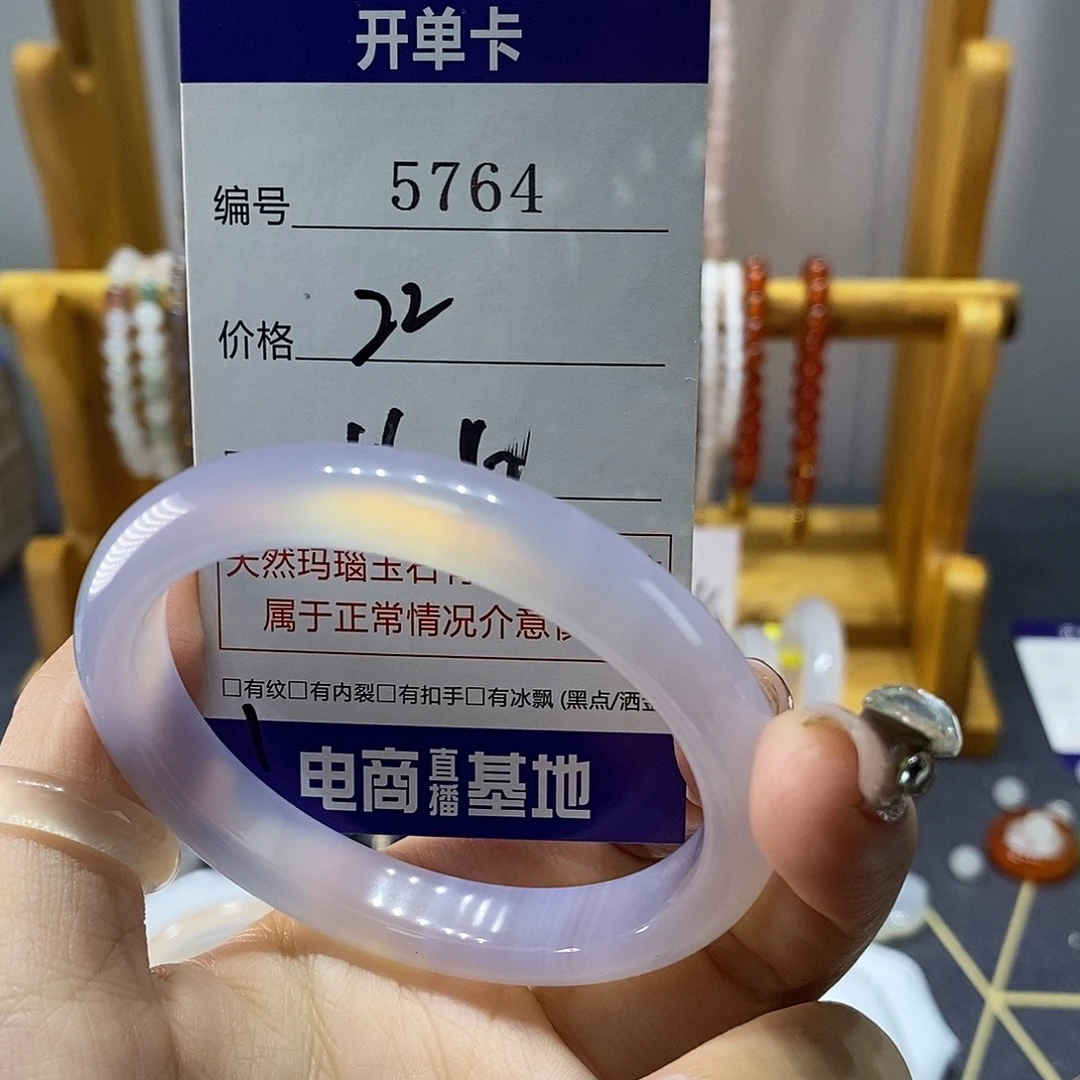 开单卡
编号 5764
价格 22
天然玛瑙玉石有
属于正常情况介意
□有纹□有内裂□有扣手□有冰飘 (黑点/洒金
电商直播基地